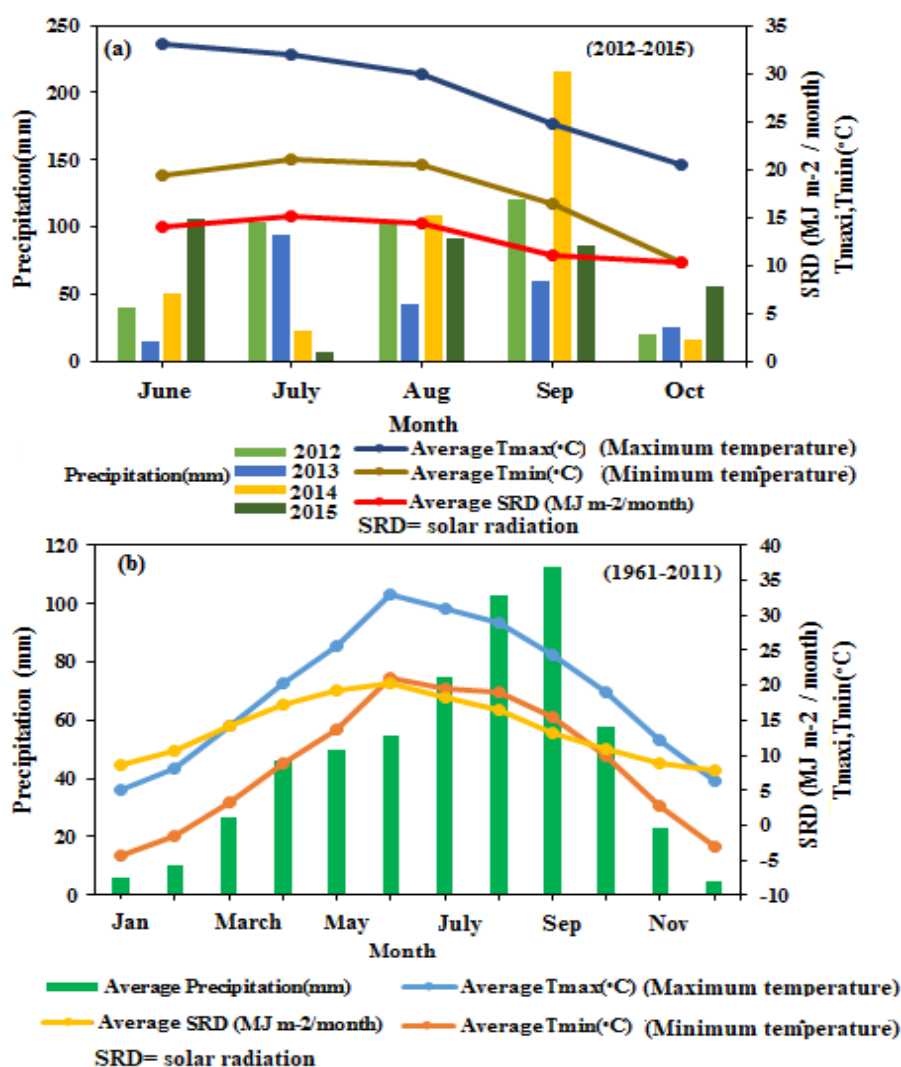 (a) (2012-2015)
250 200 150 100 50 0
Precipitation(mm)
35 30 25 20 15 10 5 0
SRD (MJ m-2 / month)
Tmaxi,Tmin(°C)
June July Aug Sep Oct
Month
Precipitation(mm)
2012
2013
2014
2015
Average Tmax(°C) (Maximum temperature)
Average Tmin(°C) (Minimum temperature)
Average SRD (MJ m-2/month)
SRD= solar radiation
(b) (1961-2011)
120 100 80 60 40 20 0
Precipitation (mm)
40 35 30 25 20 15 10 5 0 -5 -10
SRD (MJ m-2 / month)
Tmaxi,Tmin(°C)
Jan March May July Sep Nov
Month
Average Precipitation(mm)
Average Tmax(°C) (Maximum temperature)
Average SRD (MJ m-2/month)
Average Tmin(°C) (Minimum temperature)
SRD= solar radiation